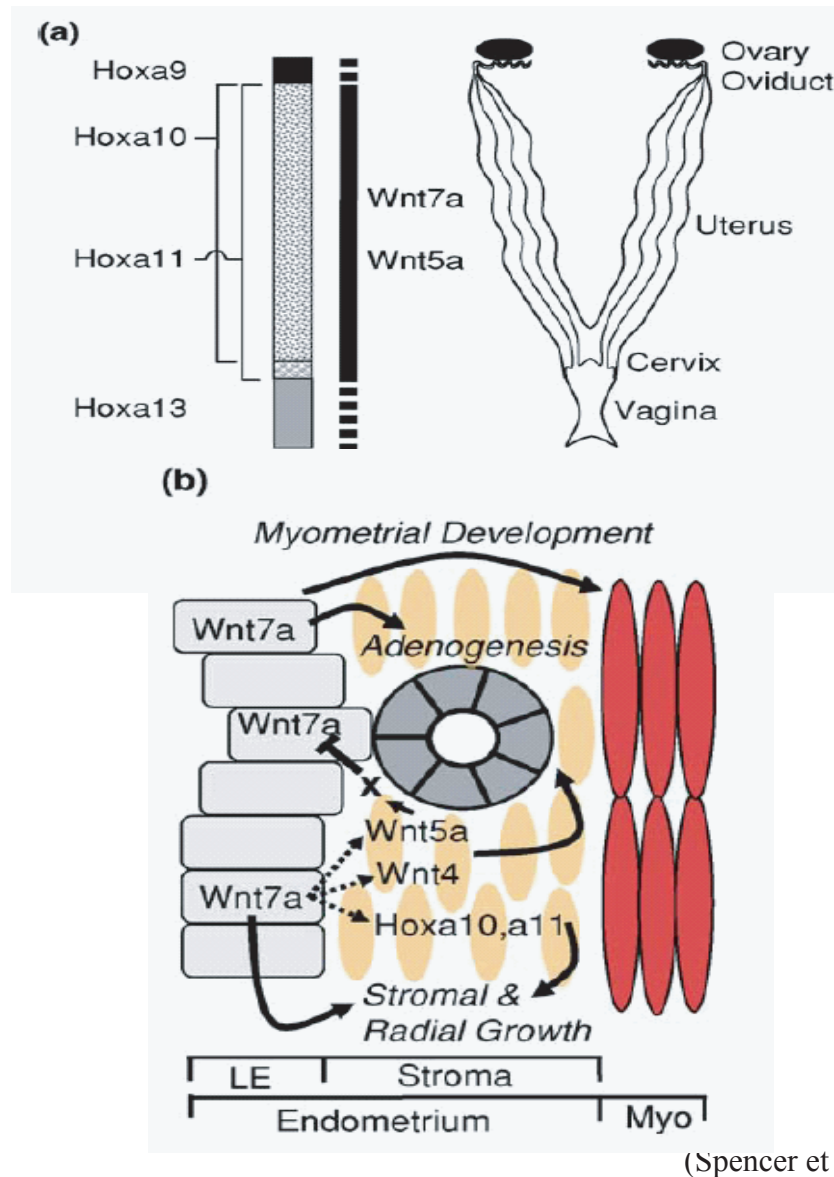 (a)
Hoxa9
Hoxa10
Hoxa11
Hoxa13
Wnt7a
Wnt5a
Ovary
Oviduct
Uterus
Cervix
Vagina
(b)
Myometrial Development
Wnt7a
Adenogenesis
Wnt7a
X
Wnt5a
Wnt4
Wnt7a
Hoxa10,a11
Stromal &
Radial Growth
LE Stroma
Endometrium Myo
(Spencer et